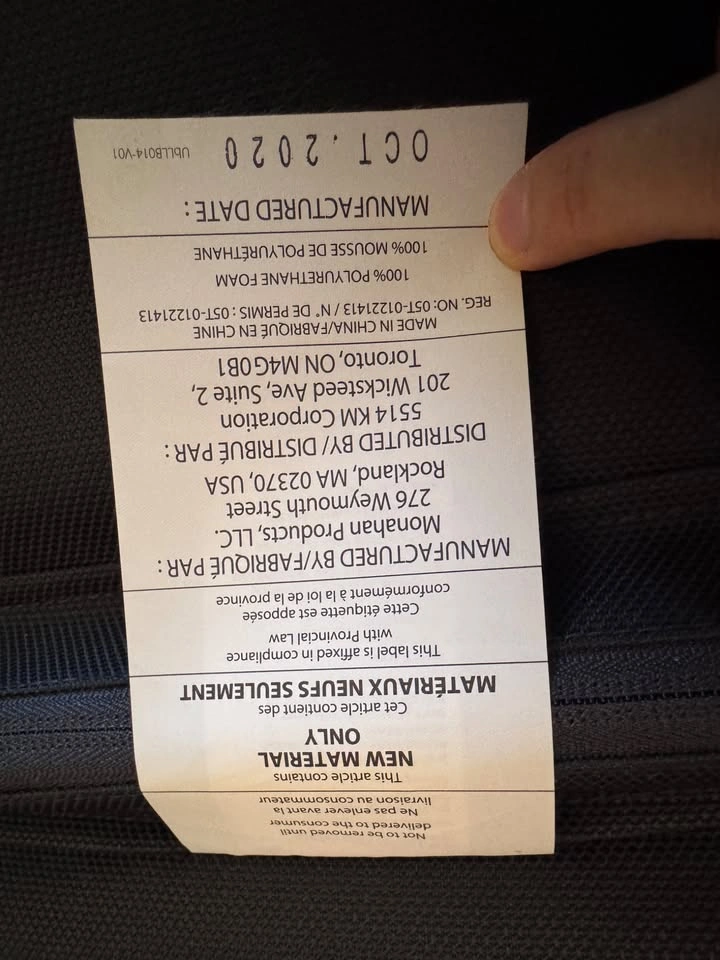 Not to be removed until
delivered to the consumer
Ne pas enlever avant la
livraison au consommateur
This article contains
NEW MATERIAL
ONLY
Cet article contient des
MATÉRIAUX NEUFS SEULEMENT
This label is affixed in compliance
with Provincial Law
Cette étiquette est apposée
conformément à la loi de la province
MANUFACTURED BY/FABRIQUÉ PAR :
Monahan Products, LLC.
276 Weymouth Street
Rockland, MA 02370, USA
DISTRIBUTED BY/ DISTRIBUÉ PAR :
5514 KM Corporation
201 Wicksteed Ave, Suite 2,
Toronto, ON M4G0B1
MADE IN CHINA/FABRIQUÉ EN CHINE
REG. NO: 05T-01221413 / N° DE PERMIS : 05T-01221413
100% POLYURETHANE FOAM
100% MOUSSE DE POLYURÉTHANE
MANUFACTURED DATE :
OCT. 2020 UbLLB014-V01